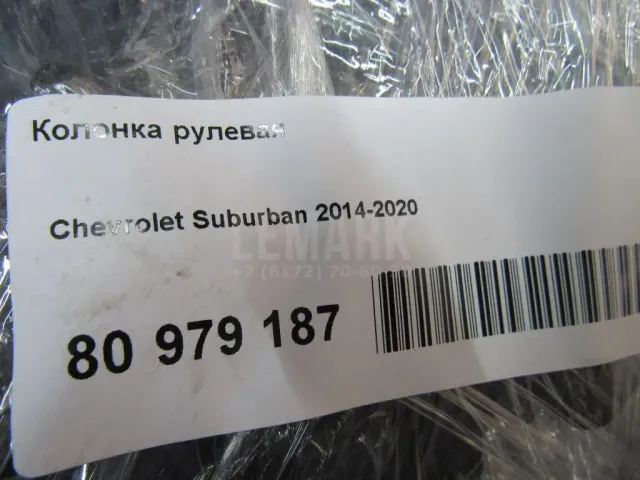 Колонка рулевая
Chevrolet Suburban 2014-2020
LEMARK
80 979 187